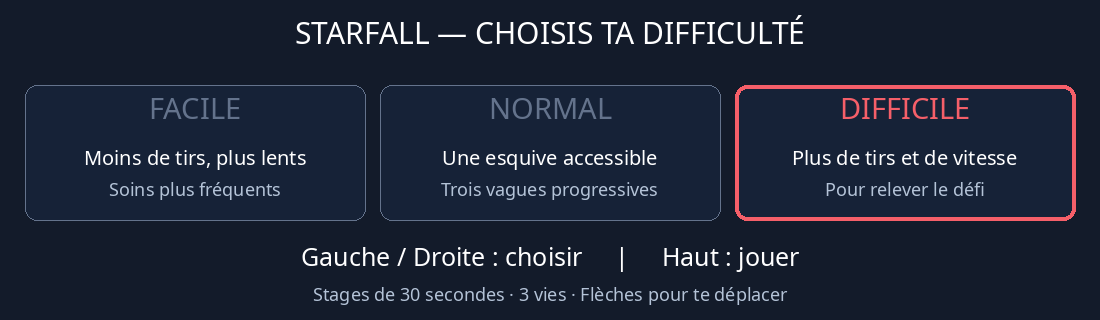 STARFALL — CHOISIS TA DIFFICULTÉ
FACILE
Moins de tirs, plus lents
Soins plus fréquents
NORMAL
Une esquive accessible
Trois vagues progressives
DIFFICILE
Plus de tirs et de vitesse
Pour relever le défi
Gauche / Droite : choisir | Haut : jouer
Stages de 30 secondes · 3 vies · Flèches pour te déplacer